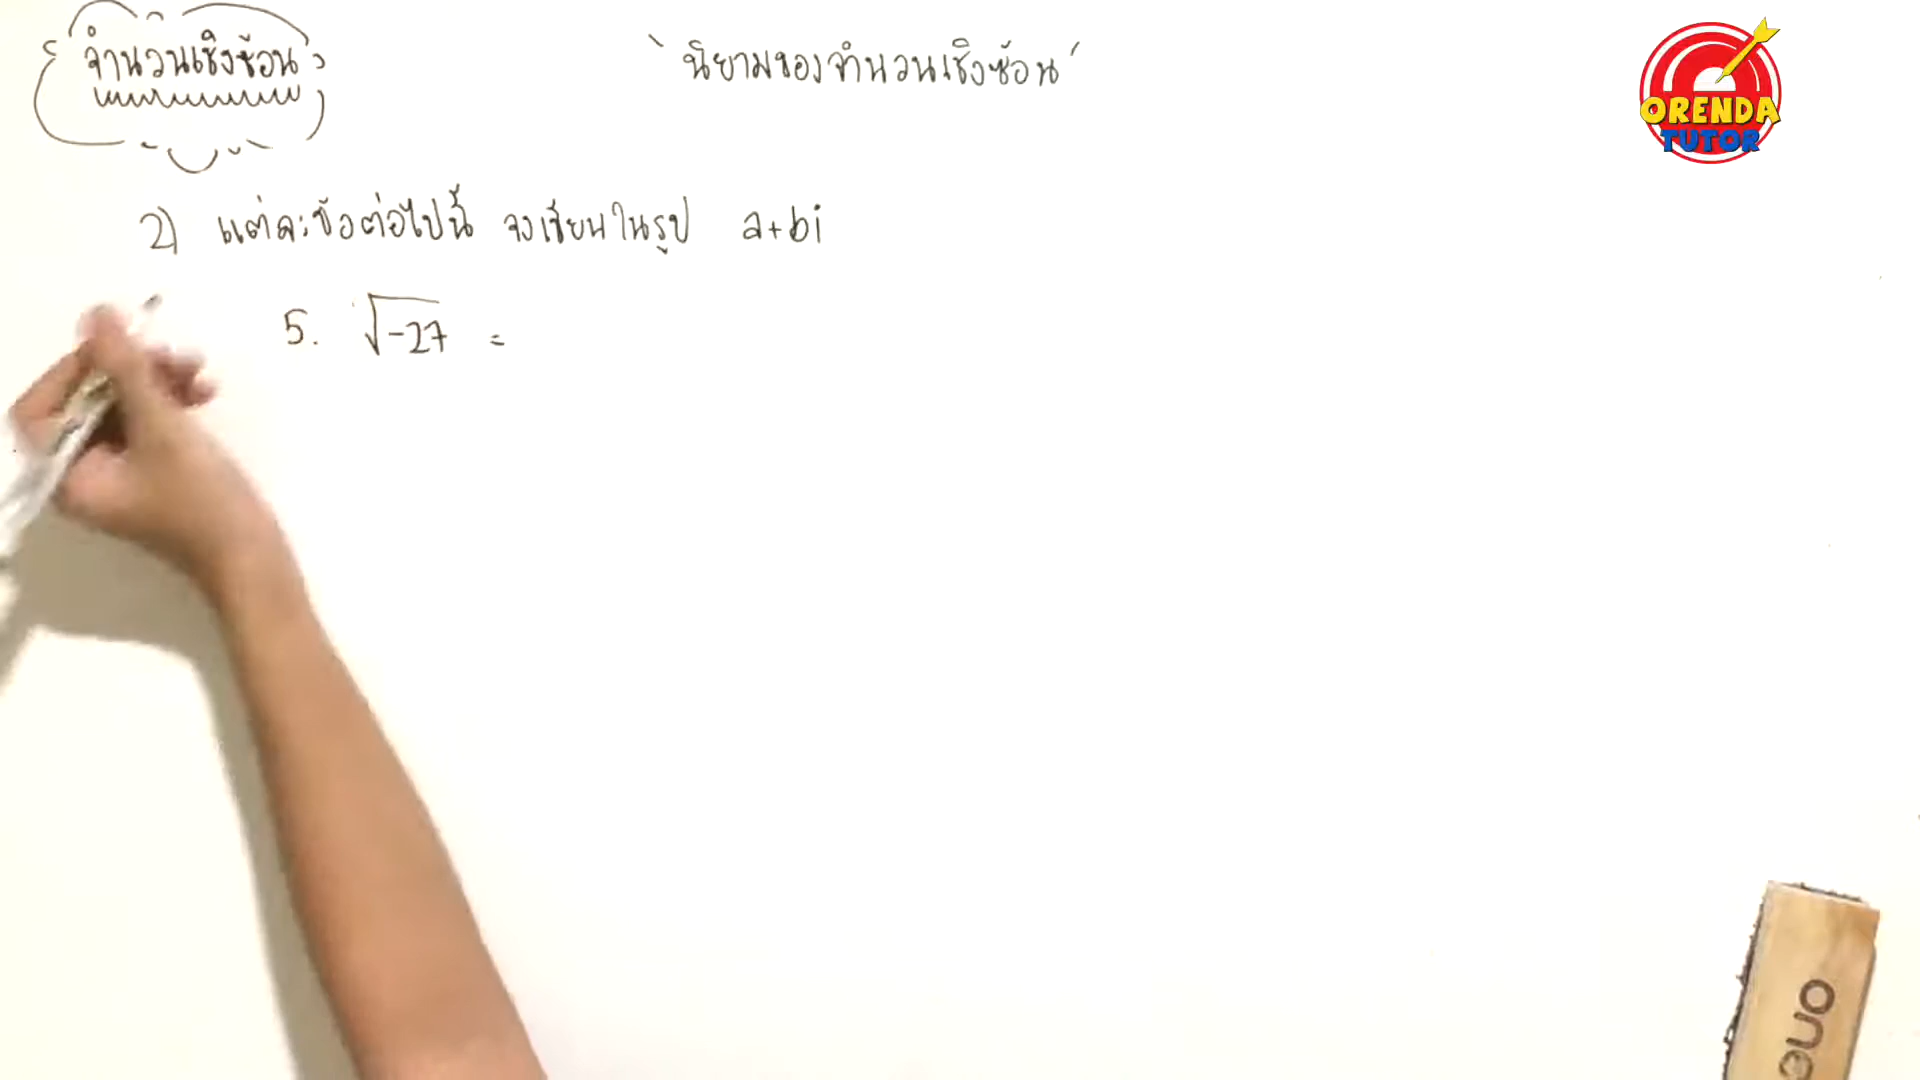 จำนวนเชิงซ้อน
`นิยามของจำนวนเชิงซ้อน´
ORENDA
TUTOR
2) แต่ละข้อต่อไปนี้ จงเขียนในรูป a+bi
5. √-27 =
one